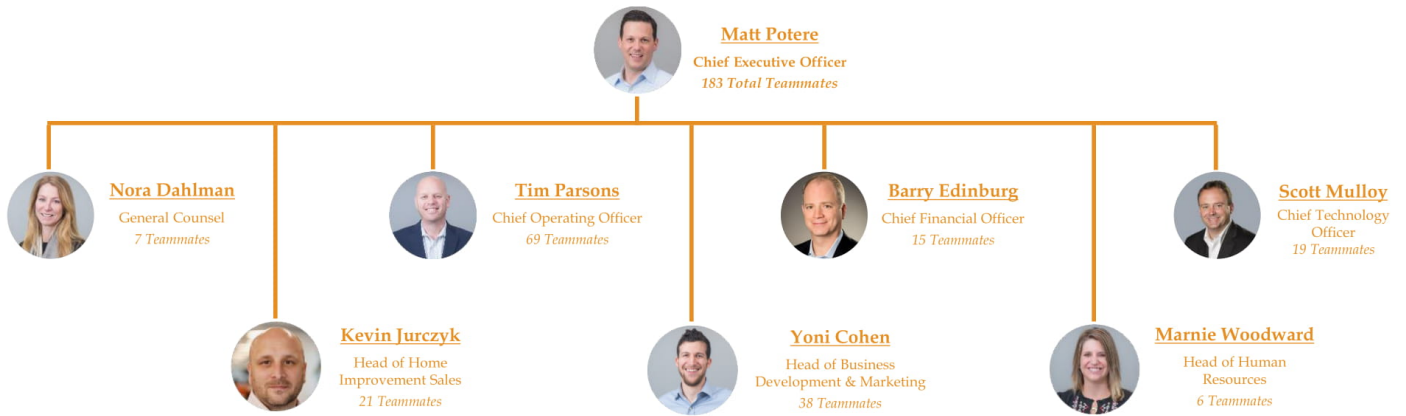 Matt Potere
Chief Executive Officer
183 Total Teammates
Nora Dahlman
General Counsel
7 Teammates
Tim Parsons
Chief Operating Officer
69 Teammates
Barry Edinburg
Chief Financial Officer
15 Teammates
Scott Mulloy
Chief Technology
Officer
19 Teammates
Kevin Jurczyk
Head of Home
Improvement Sales
21 Teammates
Yoni Cohen
Head of Business
Development & Marketing
38 Teammates
Marnie Woodward
Head of Human
Resources
6 Teammates